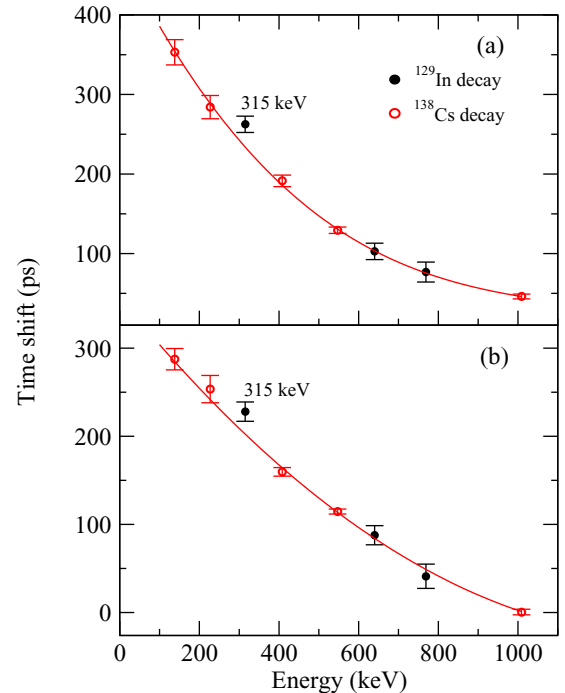 (a)
¹²⁹In decay
¹³⁸Cs decay
315 keV
400
300
200
100
(b)
315 keV
300
200
100
0
0 200 400 600 800 1000
Energy (keV)
Time shift (ps)